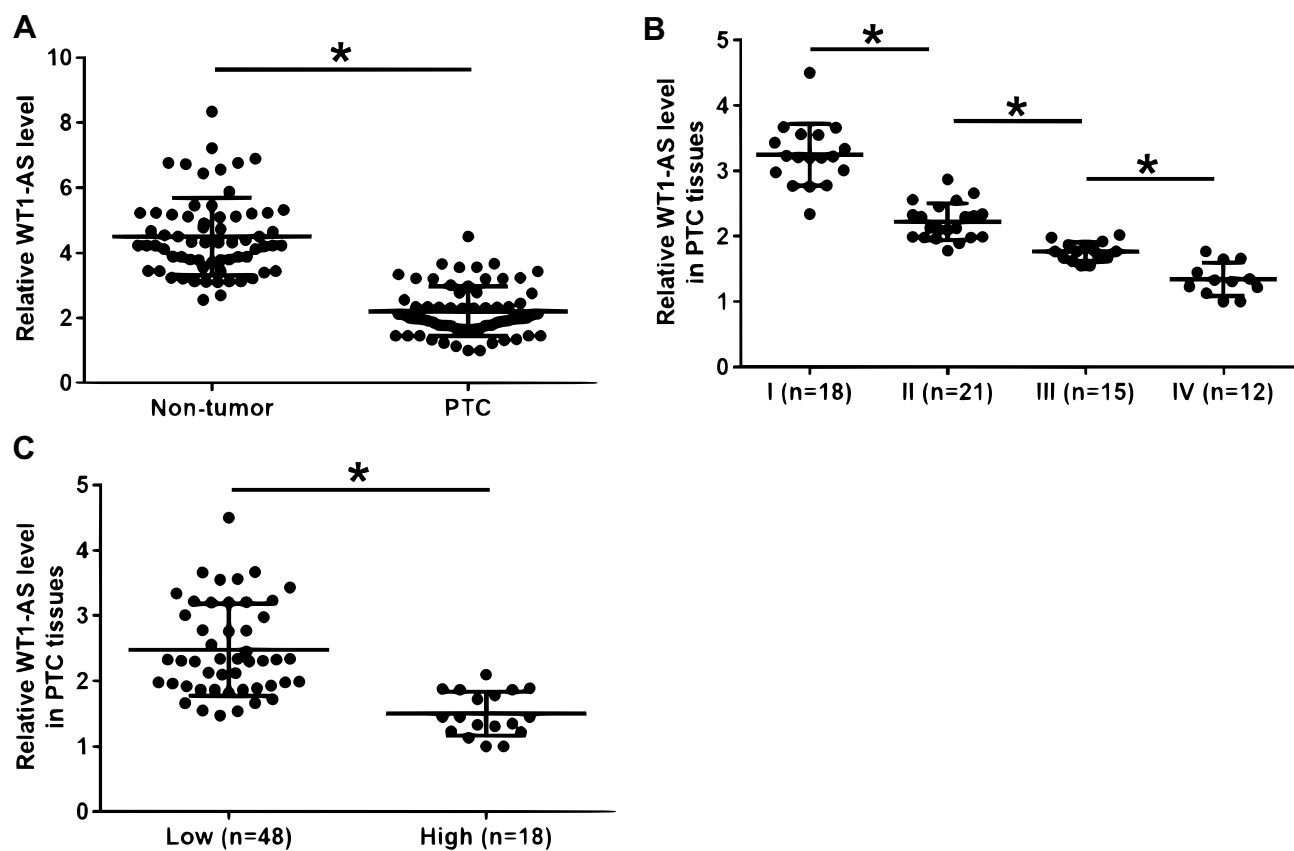 A
Relative WT1-AS level
10
8
6
4
2
0
*
Non-tumor
PTC
B
Relative WT1-AS level
in PTC tissues
5
4
3
2
1
0
*
*
*
I (n=18)
II (n=21)
III (n=15)
IV (n=12)
C
Relative WT1-AS level
in PTC tissues
5
4
3
2
1
0
*
Low (n=48)
High (n=18)